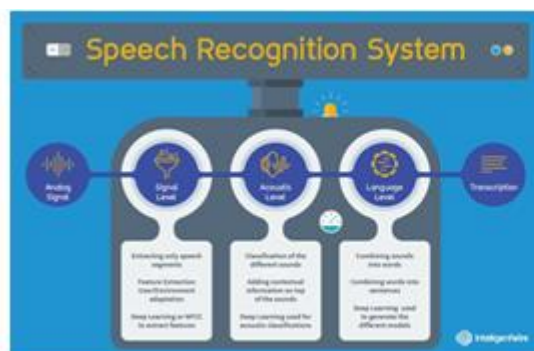 Speech Recognition System
Analog
Signal
Signal
Level
Acoustic
Level
Language
Level
Transcription
Extracting only speech
segments
Feature Extraction
User/Environment
adaptation
Deep Learning or MFCC
to extract features
Classification of the
different sounds
Adding contextual
information on top
of the sounds
Deep Learning used for
acoustic classifications
Combining sounds
into words
Combining words into
sentences
Deep Learning used
to generate the
different models
intelligentwire